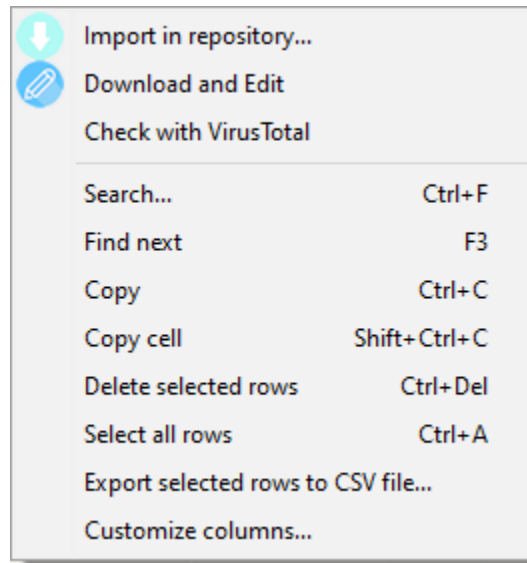 Import in repository...
Download and Edit
Check with VirusTotal
Search... Ctrl+F
Find next F3
Copy Ctrl+C
Copy cell Shift+Ctrl+C
Delete selected rows Ctrl+Del
Select all rows Ctrl+A
Export selected rows to CSV file...
Customize columns...